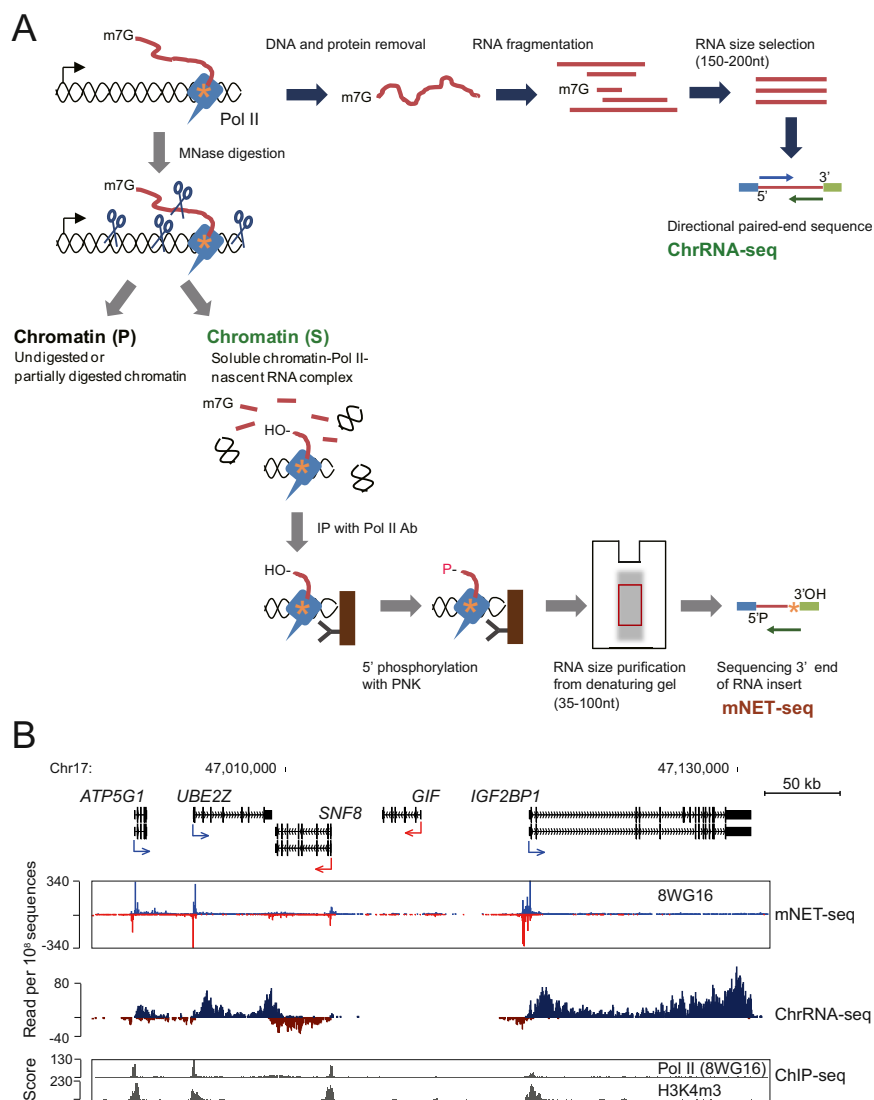 A
m7G
DNA and protein removal
RNA fragmentation
RNA size selection
(150-200nt)
m7G
m7G
*
Pol II
MNase digestion
m7G
*
5'
3'
Directional paired-end sequence
ChrRNA-seq
Chromatin (P)
Undigested or
partially digested chromatin
Chromatin (S)
Soluble chromatin-Pol II-
nascent RNA complex
m7G
HO-
*
IP with Pol II Ab
HO-
*
P-
*
5' phosphorylation
with PNK
RNA size purification
from denaturing gel
(35-100nt)
3'OH
*
5'P
Sequencing 3' end
of RNA insert
mNET-seq
B
Chr17:
47,010,000
47,130,000
50 kb
ATP5G1
UBE2Z
SNF8
GIF
IGF2BP1
340
-340
8WG16
mNET-seq
Read per 10⁸ sequences
80
-40
ChrRNA-seq
Score
130
Pol II (8WG16)
ChIP-seq
230
H3K4m3